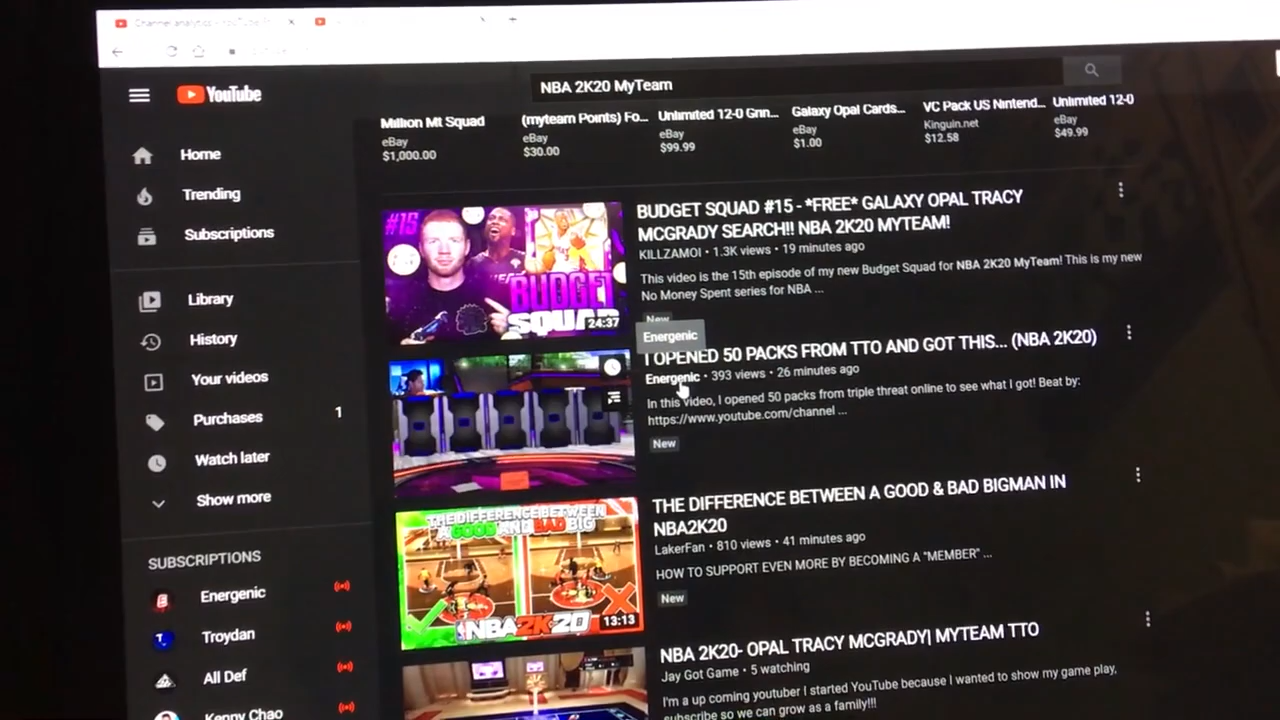 Channel analytics - YouTube St
YouTube
NBA 2K20 MyTeam
Home
Trending
Subscriptions
Library
History
Your videos
Purchases 1
Watch later
Show more
SUBSCRIPTIONS
Energenic
Troydan
All Def
Kenny Chao
Million Mt Squad
eBay
$1,000.00
(myteam Points) Fo...
eBay
$30.00
Unlimited 12-0 Grin...
eBay
$99.99
Galaxy Opal Cards...
eBay
$1.00
VC Pack US Nintend...
Kinguin.net
$12.58
Unlimited 12-0
eBay
$49.99
#15
BUDGET
SQUAD
24:37
BUDGET SQUAD #15 - *FREE* GALAXY OPAL TRACY
MCGRADY SEARCH!! NBA 2K20 MYTEAM!
KILLZAMOI • 1.3K views • 19 minutes ago
This video is the 15th episode of my new Budget Squad for NBA 2K20 MyTeam! This is my new
No Money Spent series for NBA ...
New
Energenic
I OPENED 50 PACKS FROM TTO AND GOT THIS... (NBA 2K20)
Energenic • 393 views • 26 minutes ago
In this video, I opened 50 packs from triple threat online to see what I got! Beat by:
https://www.youtube.com/channel ...
New
THE DIFFERENCE BETWEEN
A GOOD AND BAD BIG
NBA2K20
13:13
THE DIFFERENCE BETWEEN A GOOD & BAD BIGMAN IN
NBA2K20
LakerFan • 810 views • 41 minutes ago
HOW TO SUPPORT EVEN MORE BY BECOMING A "MEMBER" ...
New
NBA 2K20- OPAL TRACY MCGRADY| MYTEAM TTO
Jay Got Game • 5 watching
I'm a up coming youtuber I started YouTube because I wanted to show my game play,
subscribe so we can grow as a family!!!